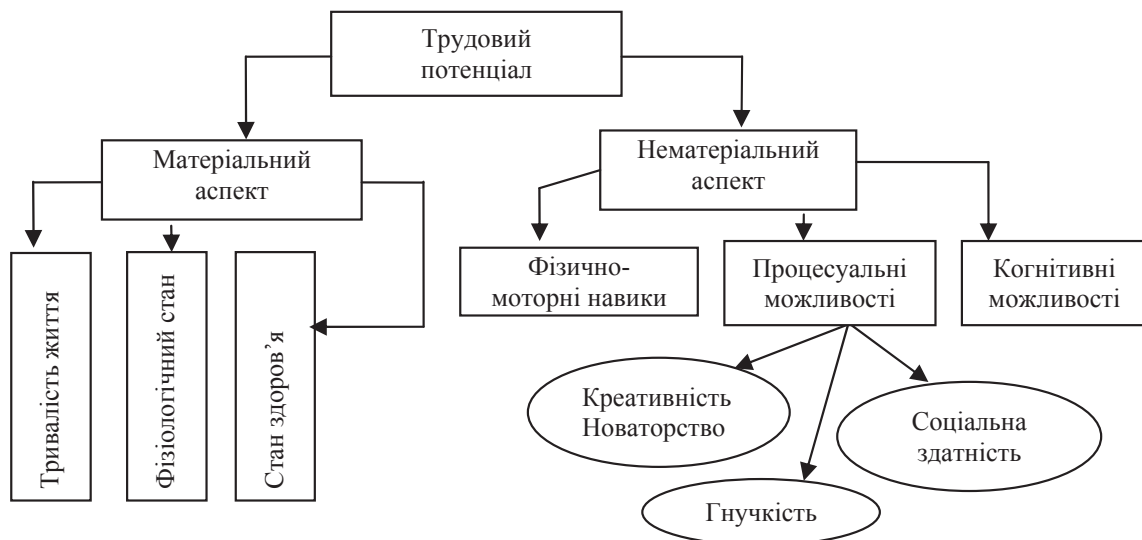 Трудовий
потенціал
Матеріальний
аспект
Нематеріальний
аспект
Тривалість життя
Фізіологічний стан
Стан здоров’я
Фізично-
моторні навики
Процесуальні
можливості
Когнітивні
можливості
Креативність
Новаторство
Соціальна
здатність
Гнучкість